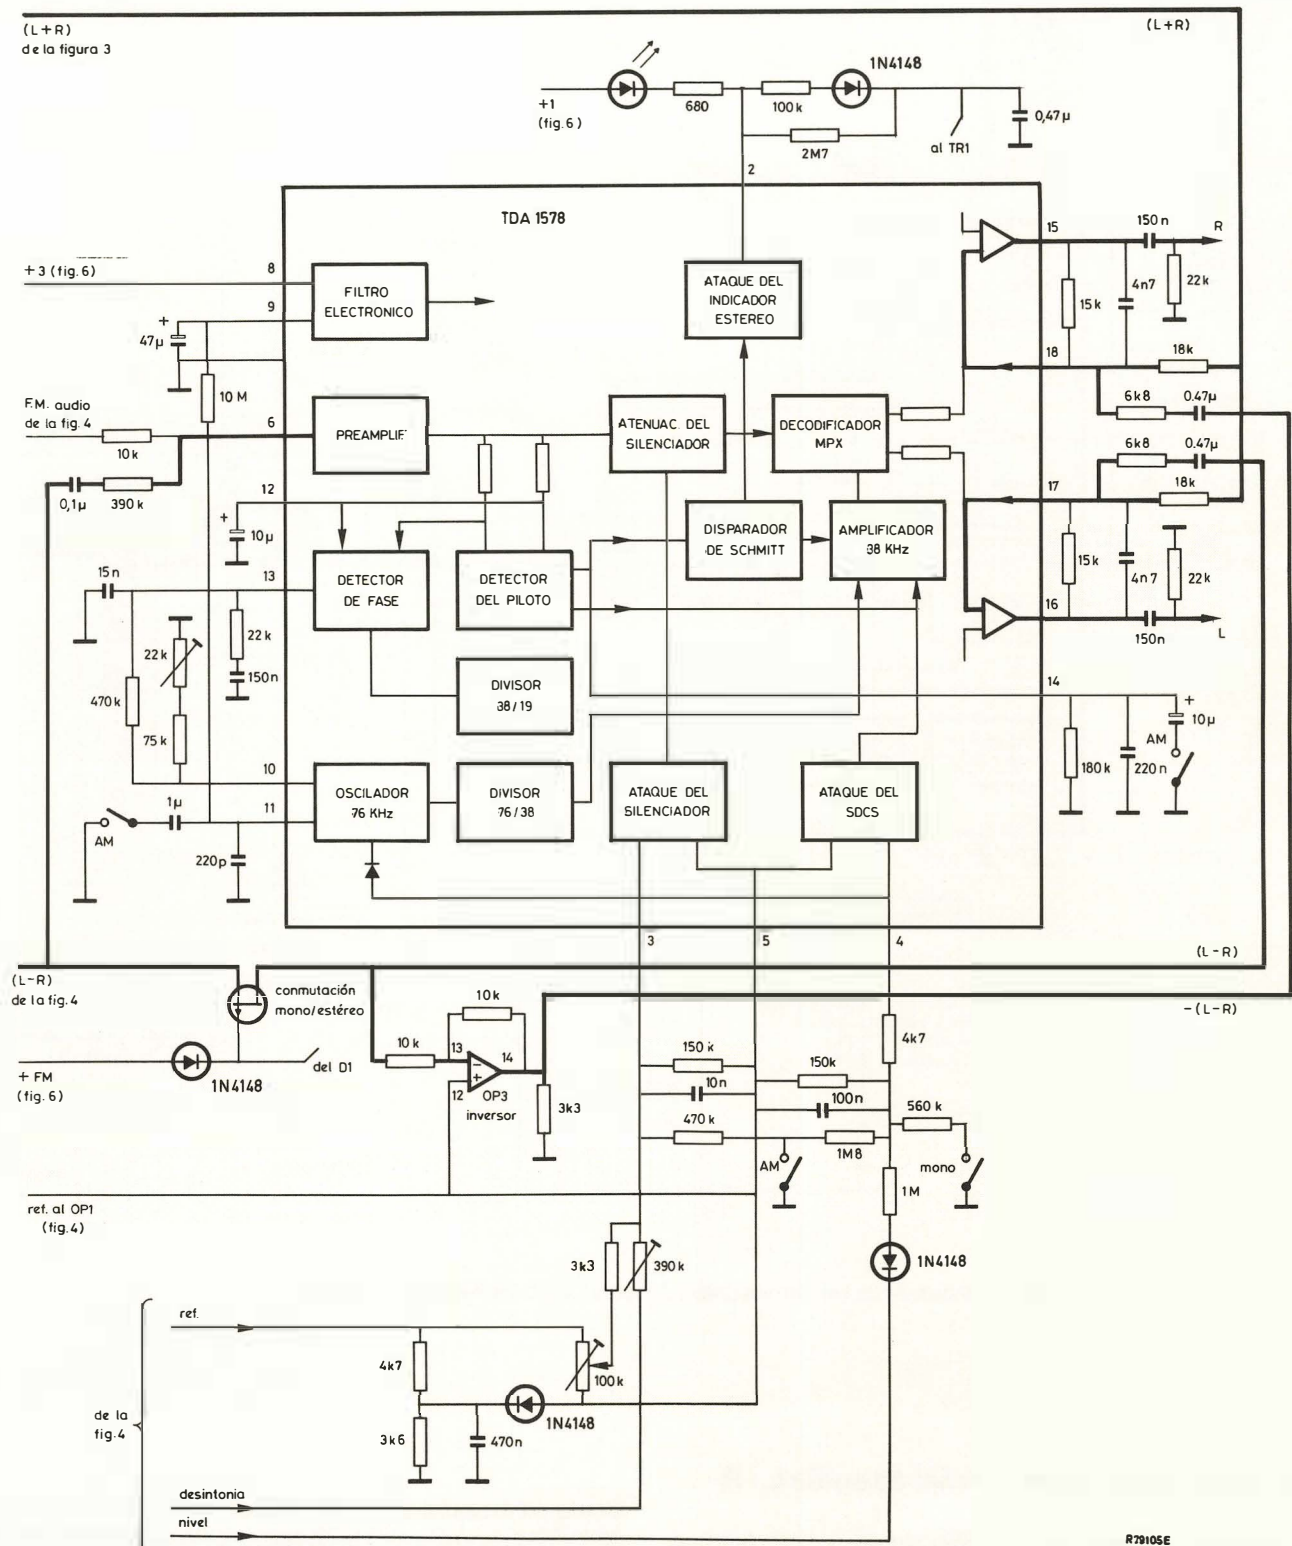 (L+R)
de la figura 3
(L+R)
1N4148
+1
(fig.6)
680
100k
0,47µ
2M7
al TR1
2
TDA 1578
15
150n
R
+3 (fig.6)
8
FILTRO
ELECTRONICO
ATAQUE DEL
INDICADOR
ESTEREO
15k
4n7
22k
9
+
47µ
18
18k
10 M
6k8
0.47µ
F.M. audio
de la fig. 4
6
PREAMPLIF
ATENUAC. DEL
SILENCIADOR
DECODIFICADOR
MPX
10k
6k8
0.47µ
0,1µ
390k
12
17
18k
+
10µ
DISPARADOR
DE SCHMITT
AMPLIFICADOR
38 KHz
15n
13
DETECTOR
DE FASE
DETECTOR
DEL PILOTO
15k
4n7
22k
16
22k
22k
150n
L
150n
470k
DIVISOR
38/19
14
+
10µ
75k
AM
10
180k
220n
OSCILADOR
76 KHz
DIVISOR
76/38
ATAQUE DEL
SILENCIADOR
ATAQUE DEL
SDCS
1µ
11
AM
220p
3
5
4
(L-R)
de la fig. 4
(L-R)
conmutación
mono/estéreo
10k
-(L-R)
10k
13
14
150k
4k7
+ FM
(fig. 6)
1N4148
del D1
-
+
12
OP3
inversor
3k3
10n
150k
100n
560 k
470k
1M8
AM
mono
1M
ref. al OP1
(fig.4)
3k3
390k
1N4148
ref.
4k7
100k
1N4148
de la
fig.4
3k6
470n
desintonia
nivel
R79105E